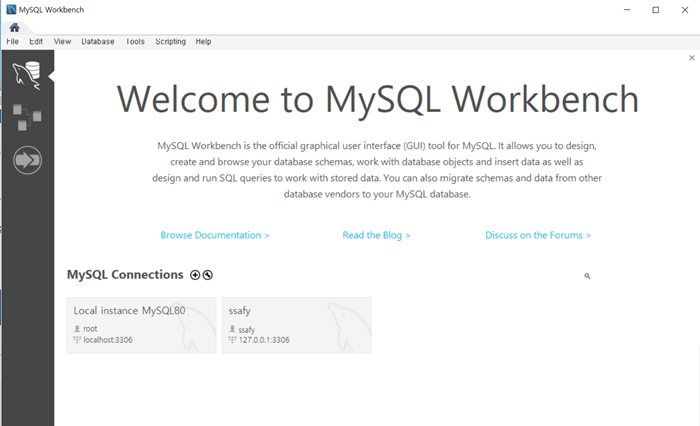 MySQL Workbench
File Edit View Database Tools Scripting Help
Welcome to MySQL Workbench
MySQL Workbench is the official graphical user interface (GUI) tool for MySQL. It allows you to design,
create and browse your database schemas, work with database objects and insert data as well as
design and run SQL queries to work with stored data. You can also migrate schemas and data from other
database vendors to your MySQL database.
Browse Documentation > Read the Blog > Discuss on the Forums >
MySQL Connections
Local instance MySQL80 ssafy
root ssafy
localhost:3306 127.0.0.1:3306